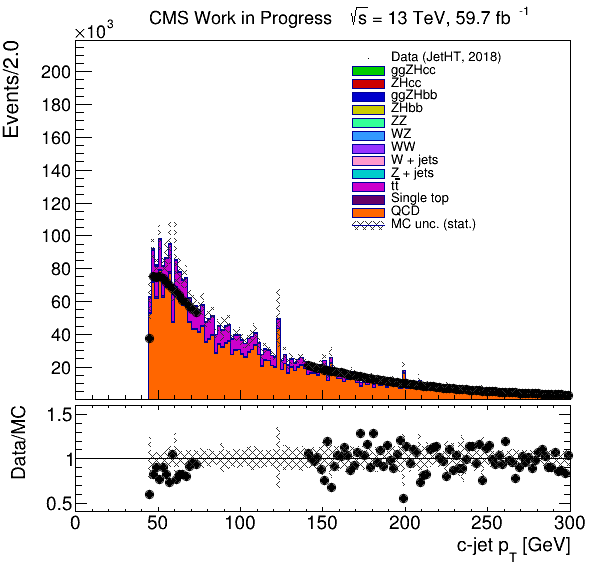 CMS Work in Progress √s = 13 TeV, 59.7 fb⁻¹
×10³
Events/2.0
200
180
160
140
120
100
80
60
40
20
Data (JetHT, 2018)
ggZHcc
ZHcc
ggZHbb
ZHbb
ZZ
WZ
WW
W + jets
Z + jets
tt̅
Single top
QCD
MC unc. (stat.)
Data/MC
1.5
1
0.5
0 50 100 150 200 250 300
c-jet p_T [GeV]